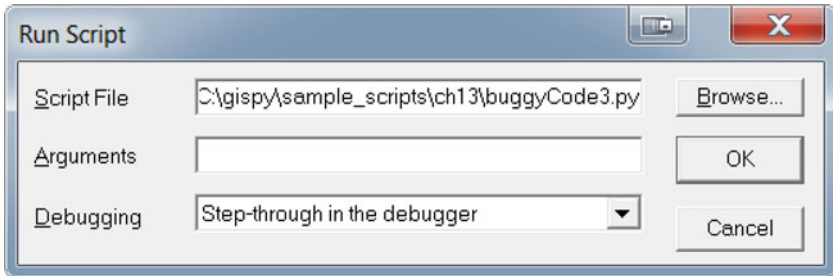 Run Script
Script File C:\gispy\sample_scripts\ch13\buggyCode3.py Browse...
Arguments OK
Debugging Step-through in the debugger Cancel